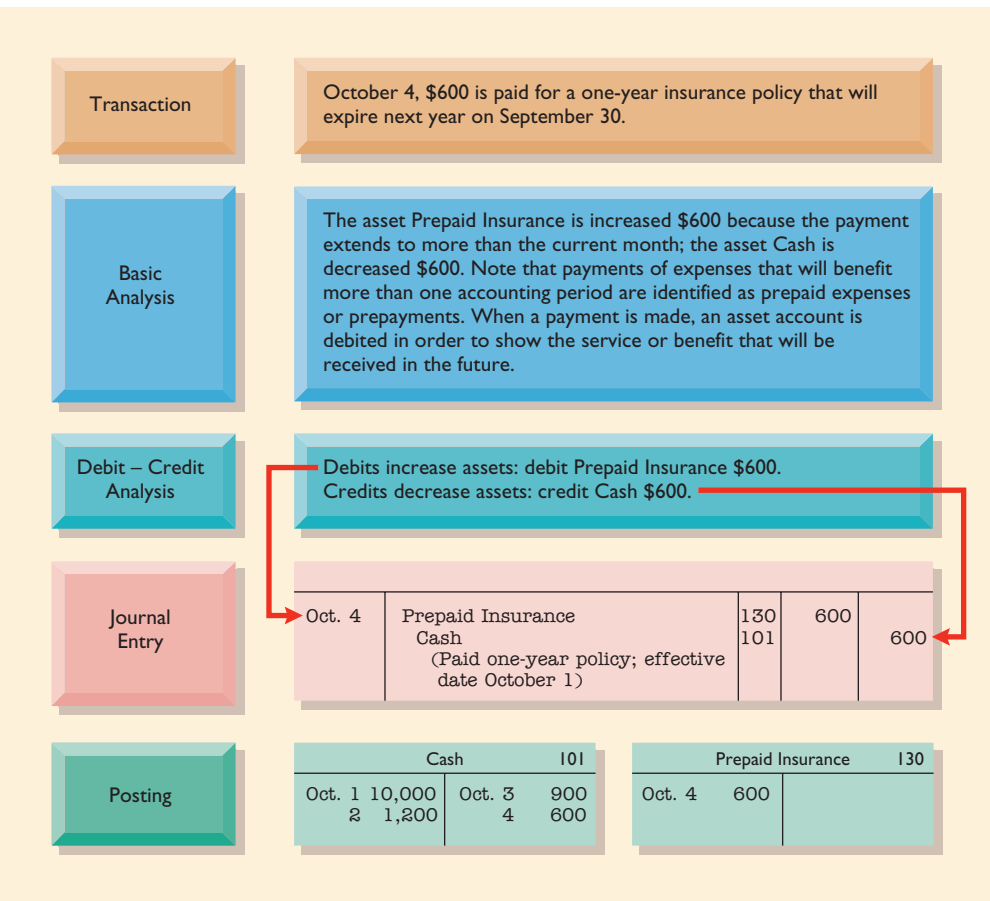 Transaction
October 4, $600 is paid for a one-year insurance policy that will
expire next year on September 30.
Basic
Analysis
The asset Prepaid Insurance is increased $600 because the payment
extends to more than the current month; the asset Cash is
decreased $600. Note that payments of expenses that will benefit
more than one accounting period are identified as prepaid expenses
or prepayments. When a payment is made, an asset account is
debited in order to show the service or benefit that will be
received in the future.
Debit – Credit
Analysis
Debits increase assets: debit Prepaid Insurance $600.
Credits decrease assets: credit Cash $600.
Journal
Entry
Oct. 4 Prepaid Insurance 130 600
Cash 101 600
(Paid one-year policy; effective
date October 1)
Posting
Cash 101
Oct. 1 10,000 Oct. 3 900
2 1,200 4 600
Prepaid Insurance 130
Oct. 4 600